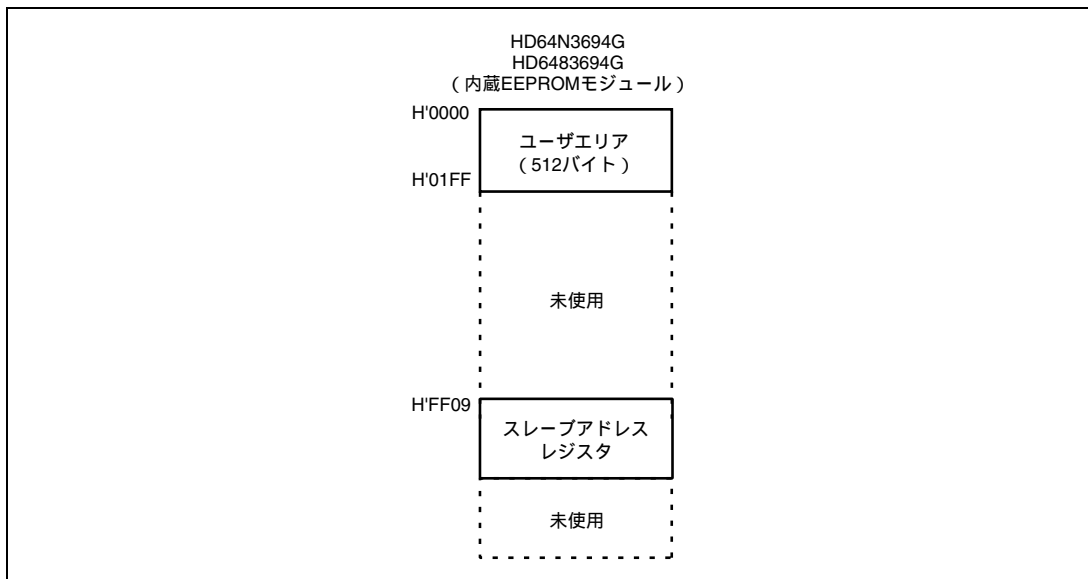 HD64N3694G
HD6483694G
(内蔵EEPROMモジュール)
H'0000
ユーザエリア
(512バイト)
H'01FF
未使用
H'FF09
スレーブアドレス
レジスタ
未使用